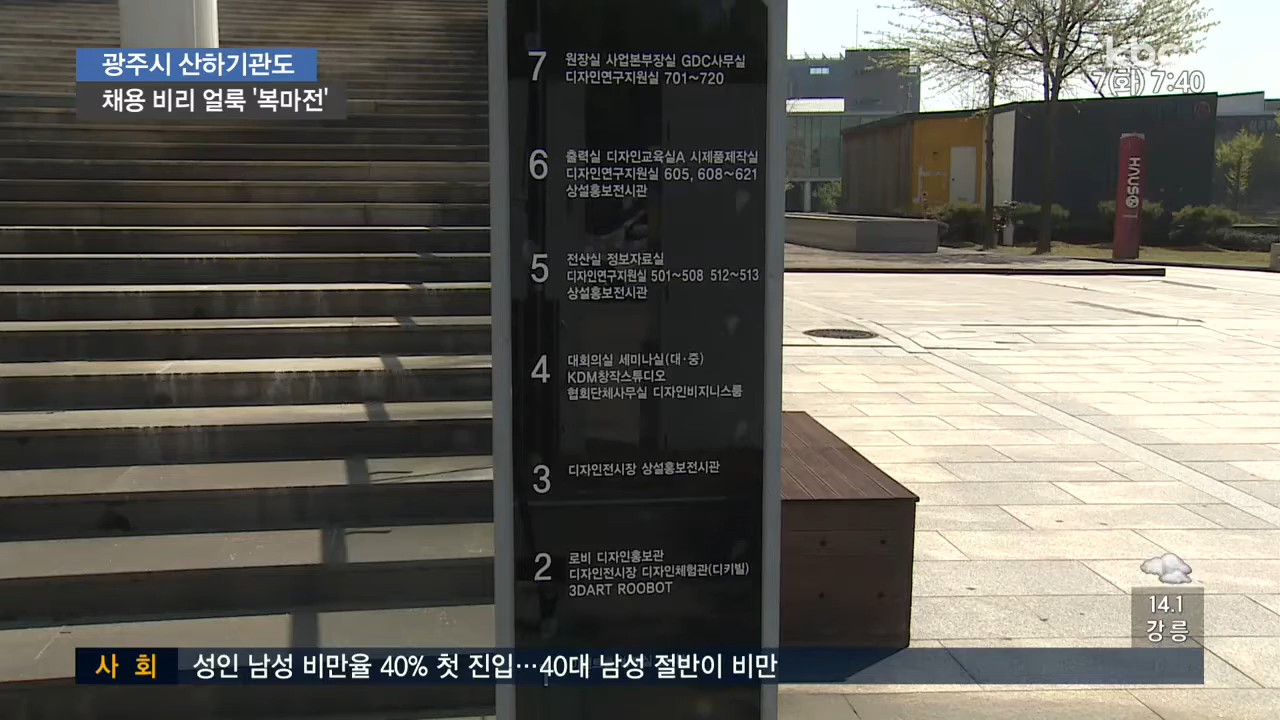 광주시 산하기관도
채용 비리 얼룩 '복마전'
kbs
7(화) 7:40
7
원장실 사업본부장실 GDC사무실
디자인연구지원실 701~720
6
출력실 디자인교육실A 시제품제작실
디자인연구지원실 605, 608~621
상설홍보전시관
5
전산실 정보자료실
디자인연구지원실 501~508 512~513
상설홍보전시관
4
대회의실 세미나실(대·중)
KDM창작스튜디오
협회단체사무실 디자인비지니스룸
3
디자인전시장 상설홍보전시관
2
로비 디자인홍보관
디자인전시장 디자인체험관(디키빌)
3DART ROOBOT
1
HAUS
14.1
강릉
사회 성인 남성 비만율 40% 첫 진입…40대 남성 절반이 비만